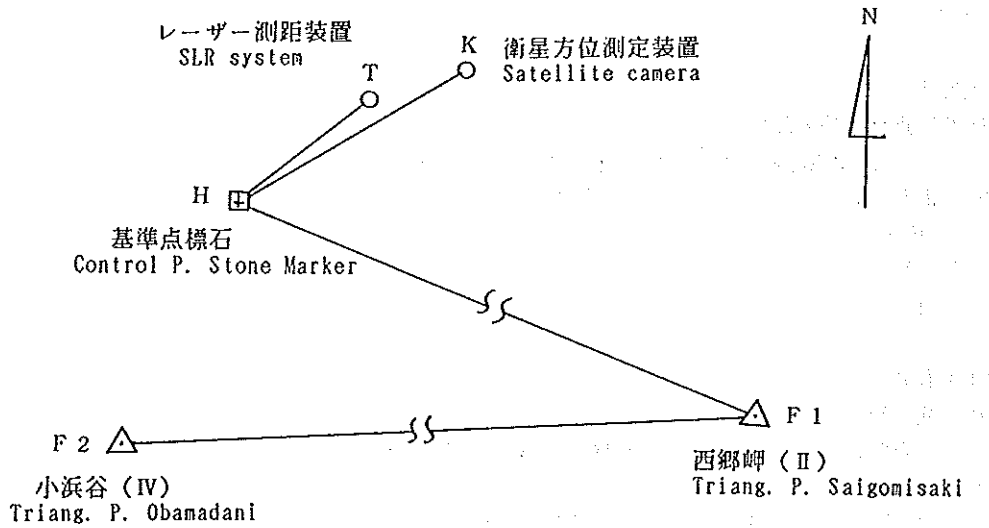 レーザー測距装置
SLR system
T
K
衛星方位測定装置
Satellite camera
N
H
基準点標石
Control P. Stone Marker
F 1
F 2
西郷岬（Ⅱ）
Triang. P. Saigomisaki
小浜谷（Ⅳ）
Triang. P. Obamadani